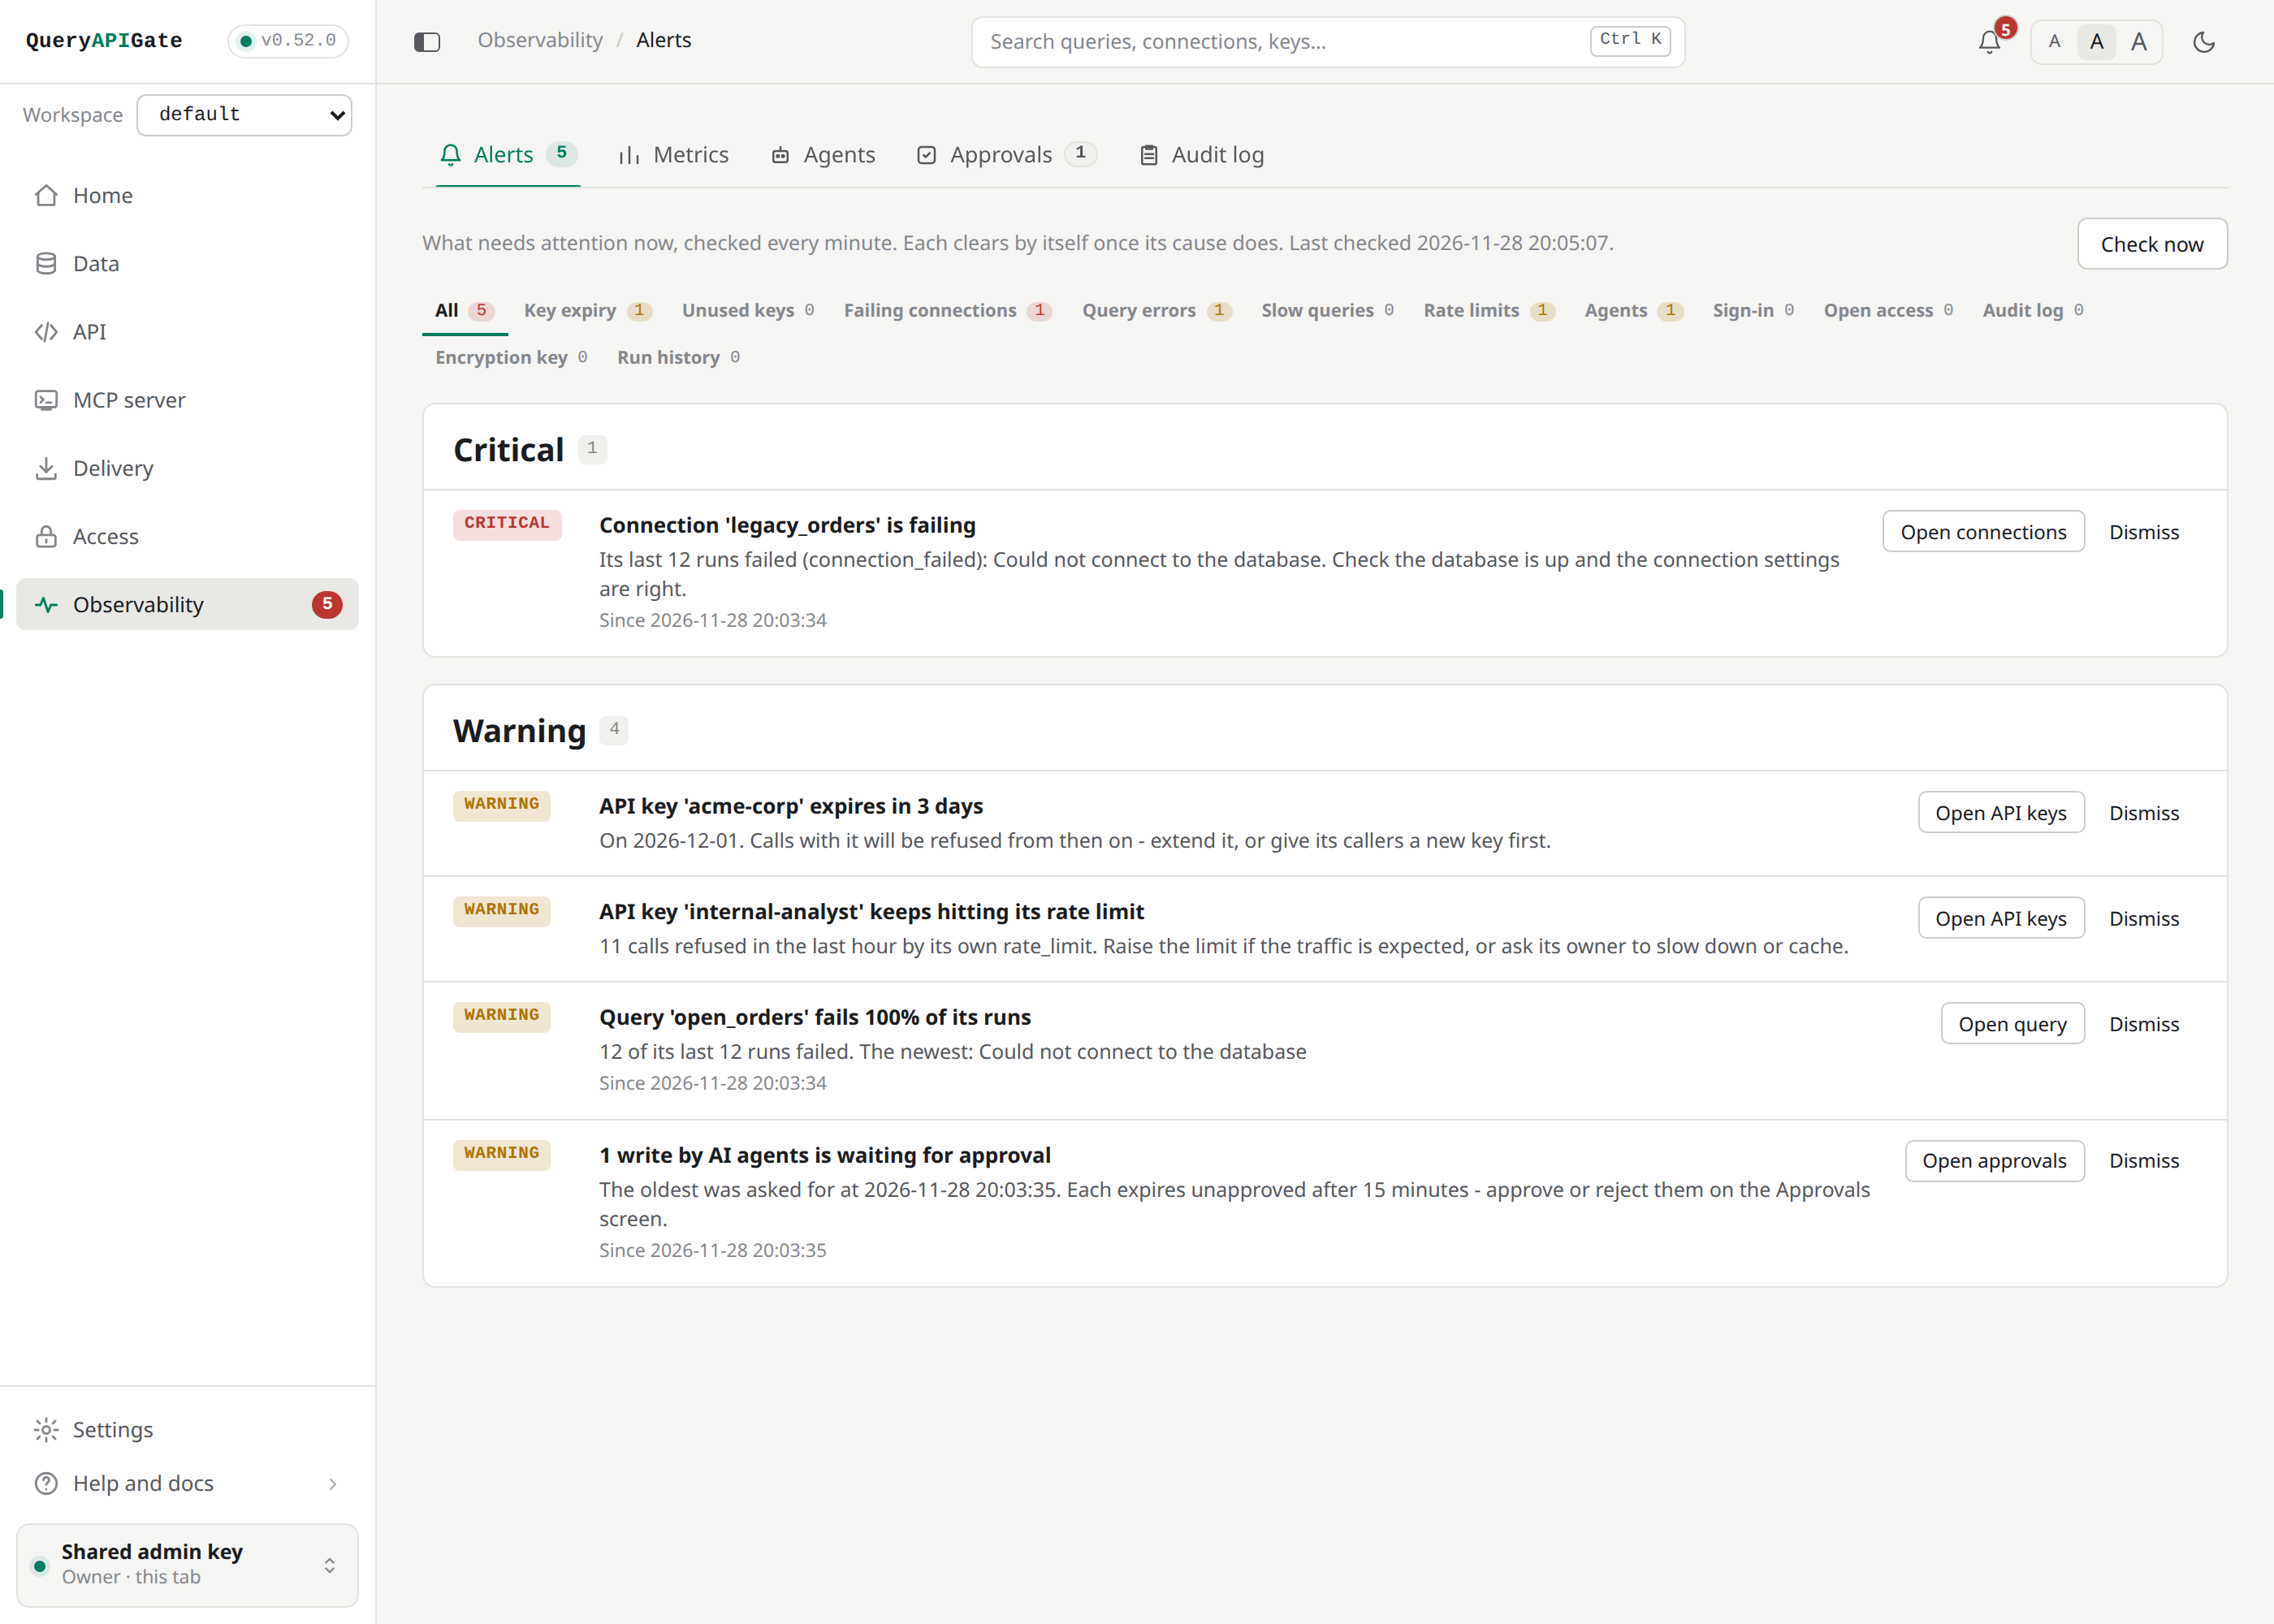 QueryAPIGate
v0.52.0
Observability / Alerts
Search queries, connections, keys...
Ctrl K
5
A A A
Workspace
default
Home
Data
API
MCP server
Delivery
Access
Observability 5
Settings
Help and docs
Shared admin key
Owner · this tab
Alerts 5
Metrics
Agents
Approvals 1
Audit log
What needs attention now, checked every minute. Each clears by itself once its cause does. Last checked 2026-11-28 20:05:07.
Check now
All 5
Key expiry 1
Unused keys 0
Failing connections 1
Query errors 1
Slow queries 0
Rate limits 1
Agents 1
Sign-in 0
Open access 0
Audit log 0
Encryption key 0
Run history 0
Critical 1
CRITICAL
Connection 'legacy_orders' is failing
Its last 12 runs failed (connection_failed): Could not connect to the database. Check the database is up and the connection settings
are right.
Since 2026-11-28 20:03:34
Open connections
Dismiss
Warning 4
WARNING
API key 'acme-corp' expires in 3 days
On 2026-12-01. Calls with it will be refused from then on - extend it, or give its callers a new key first.
Open API keys
Dismiss
WARNING
API key 'internal-analyst' keeps hitting its rate limit
11 calls refused in the last hour by its own rate_limit. Raise the limit if the traffic is expected, or ask its owner to slow down or cache.
Open API keys
Dismiss
WARNING
Query 'open_orders' fails 100% of its runs
12 of its last 12 runs failed. The newest: Could not connect to the database
Since 2026-11-28 20:03:34
Open query
Dismiss
WARNING
1 write by AI agents is waiting for approval
The oldest was asked for at 2026-11-28 20:03:35. Each expires unapproved after 15 minutes - approve or reject them on the Approvals
screen.
Since 2026-11-28 20:03:35
Open approvals
Dismiss